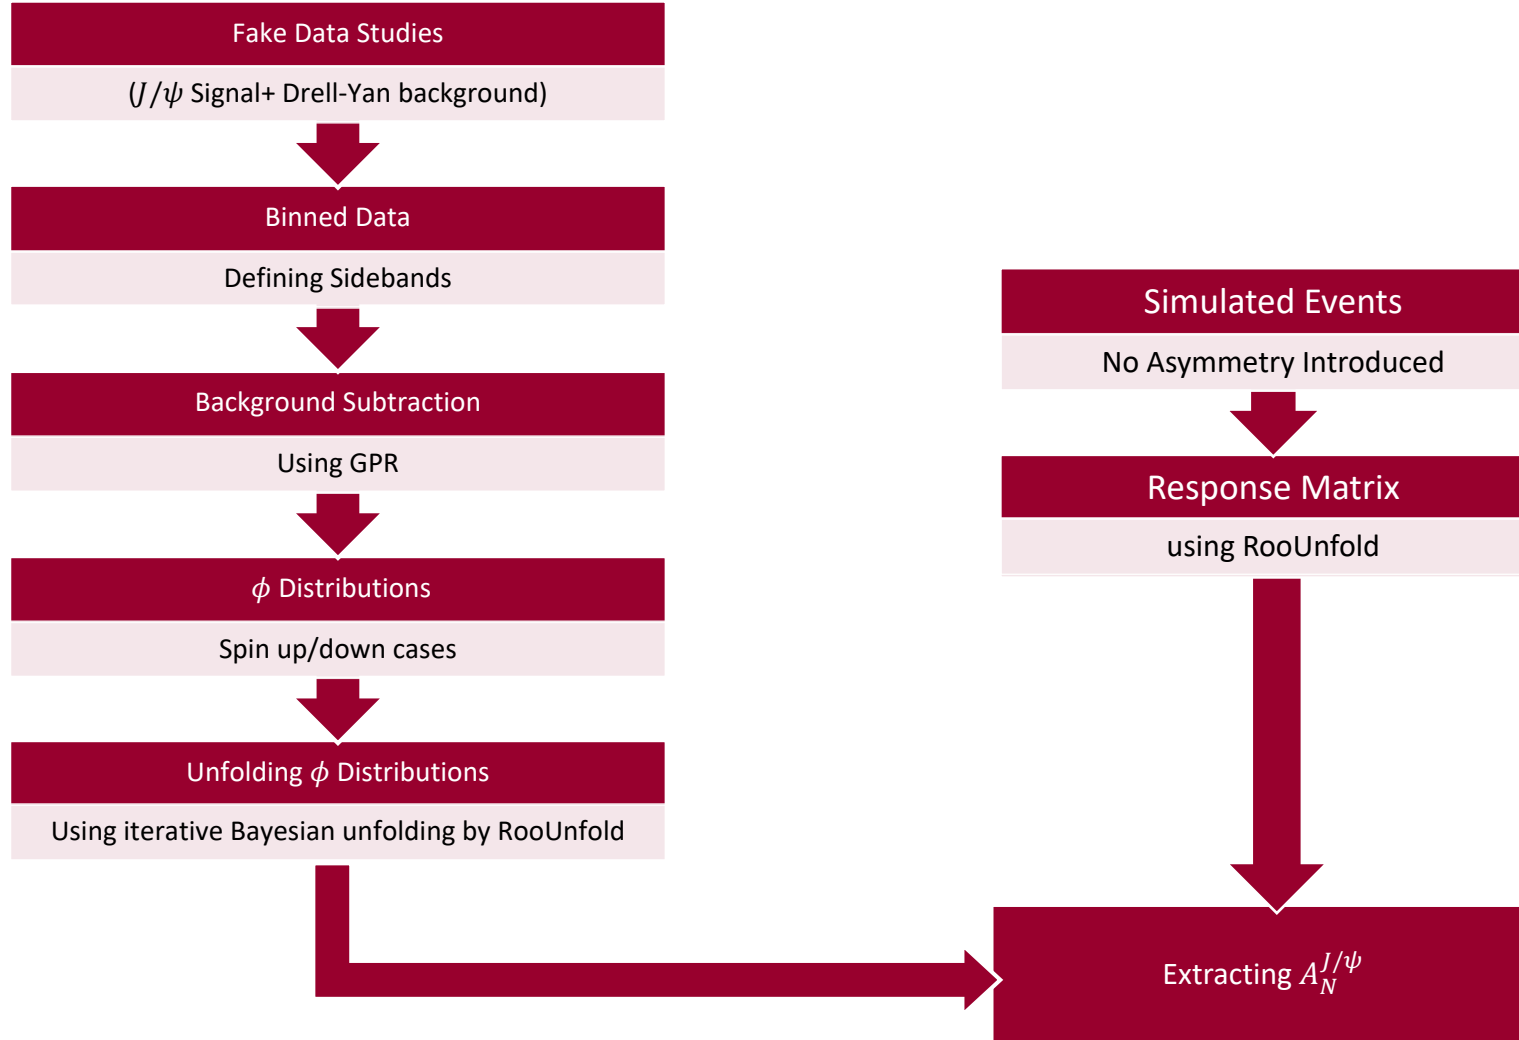 Fake Data Studies
(𝐽/𝜓 Signal+ Drell-Yan background)
Binned Data
Defining Sidebands
Background Subtraction
Using GPR
𝜙 Distributions
Spin up/down cases
Unfolding 𝜙 Distributions
Using iterative Bayesian unfolding by RooUnfold
Simulated Events
No Asymmetry Introduced
Response Matrix
using RooUnfold
Extracting $A_N^{J/\psi}$